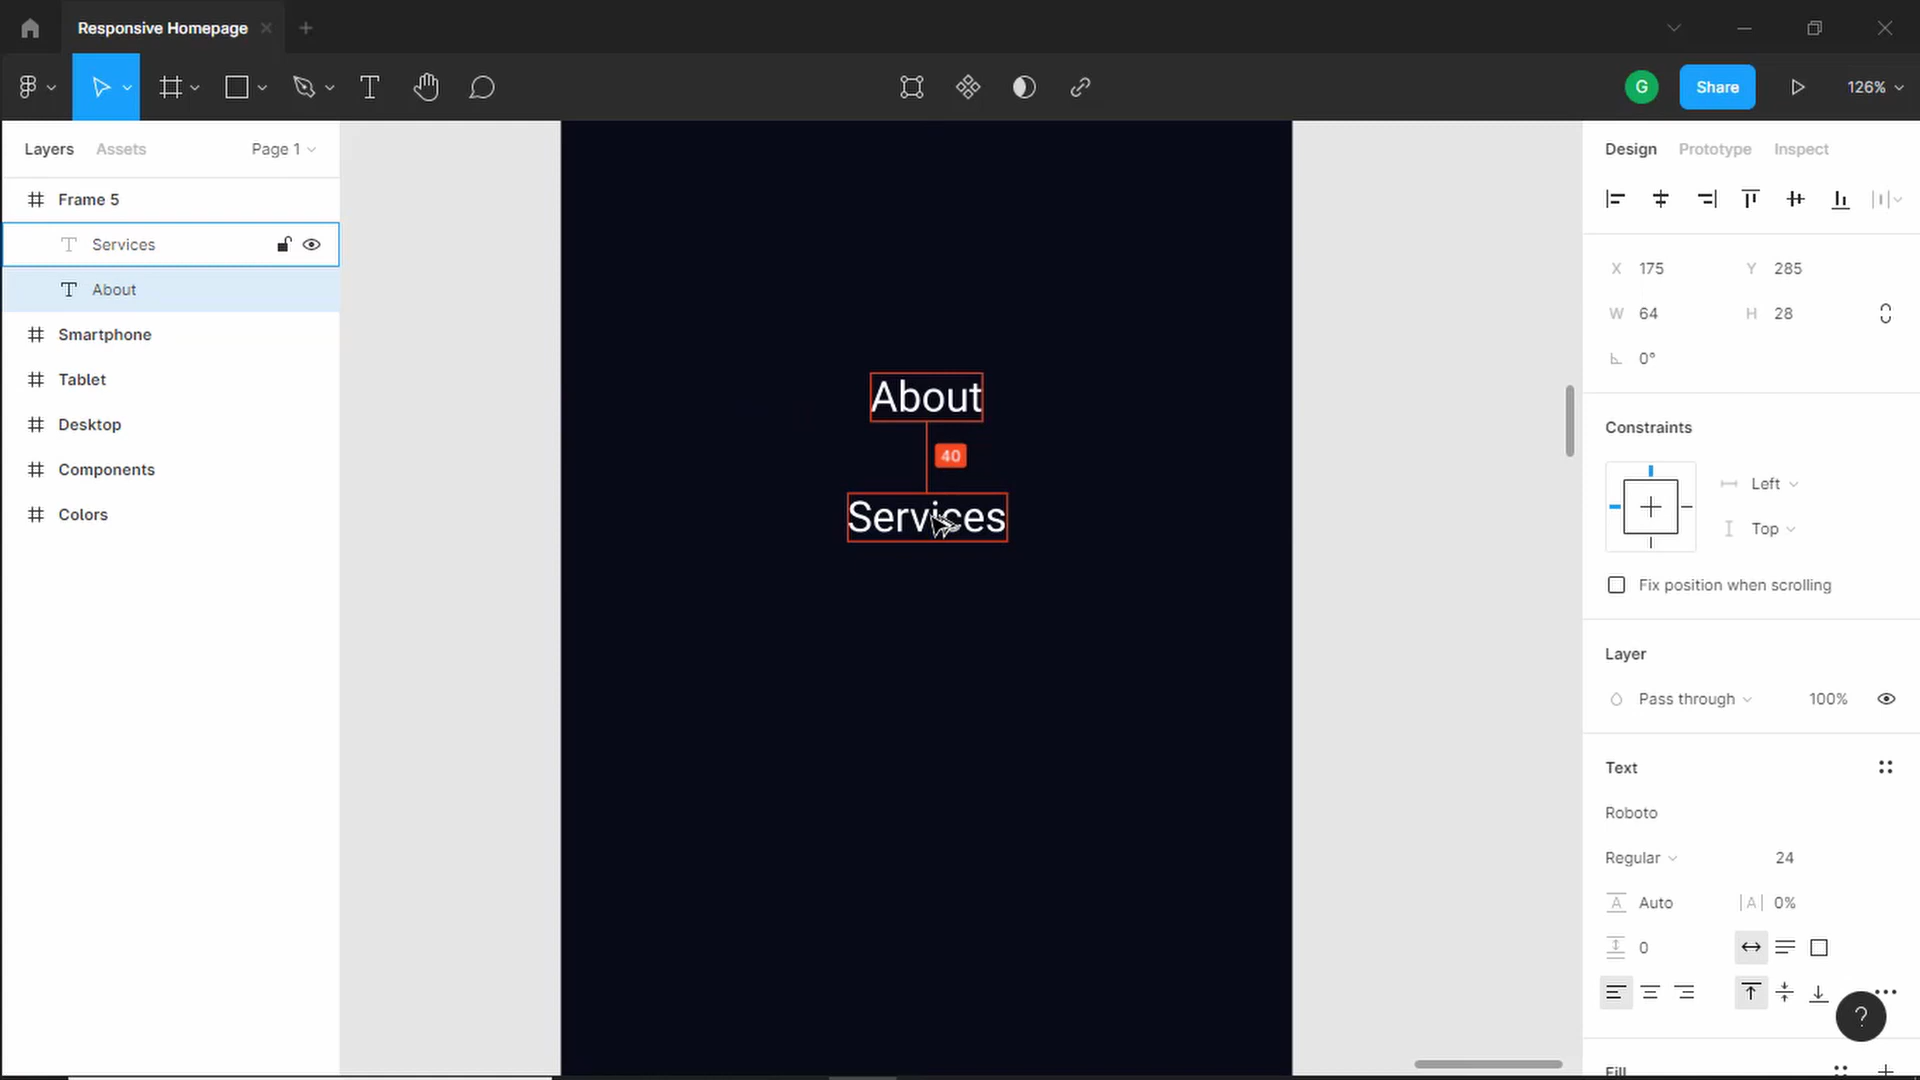 Responsive Homepage
G
Share
126%
Layers
Assets
Page 1
Design
Prototype
Inspect
Frame 5
Services
About
Smartphone
Tablet
Desktop
Components
Colors
About
40
Services
X 175
Y 285
W 64
H 28
0°
Constraints
Left
Top
Fix position when scrolling
Layer
Pass through
100%
Text
Roboto
Regular
24
A Auto
|A| 0%
0
?
Fill